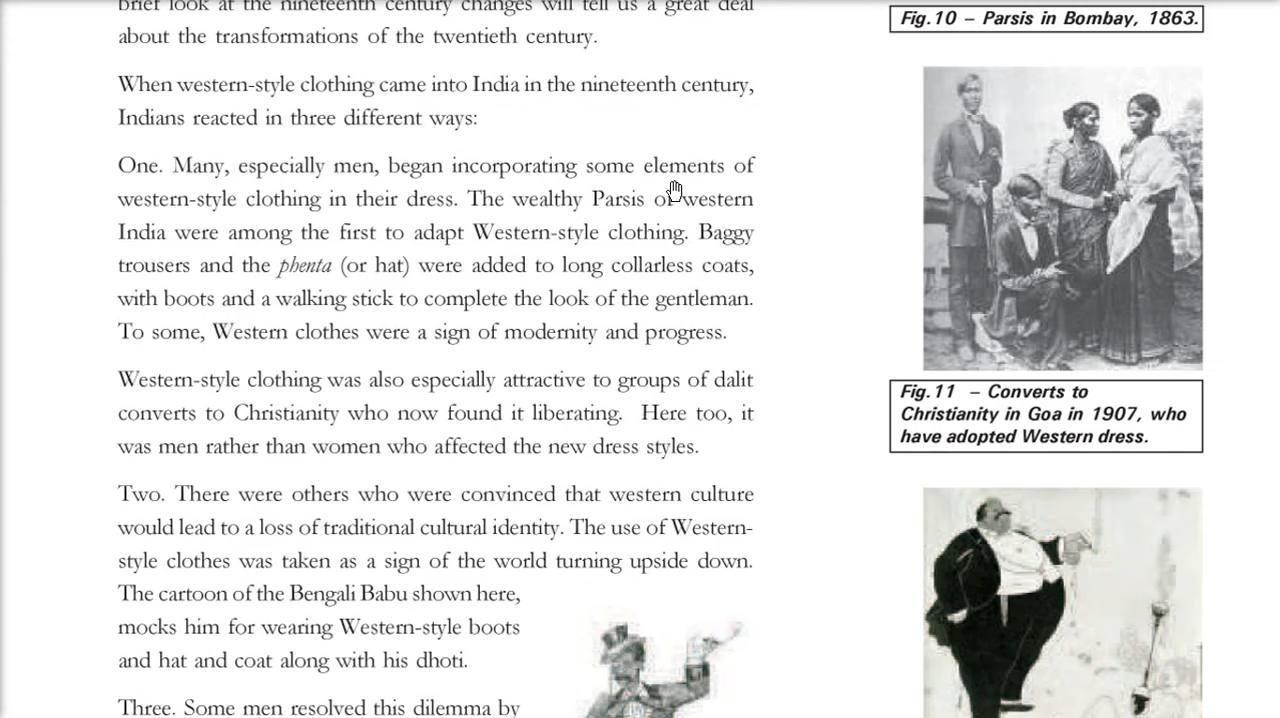 brief look at the nineteenth century changes will tell us a great deal
about the transformations of the twentieth century.
When western-style clothing came into India in the nineteenth century,
Indians reacted in three different ways:
One. Many, especially men, began incorporating some elements of
western-style clothing in their dress. The wealthy Parsis of western
India were among the first to adapt Western-style clothing. Baggy
trousers and the phenta (or hat) were added to long collarless coats,
with boots and a walking stick to complete the look of the gentleman.
To some, Western clothes were a sign of modernity and progress.
Western-style clothing was also especially attractive to groups of dalit
converts to Christianity who now found it liberating. Here too, it
was men rather than women who affected the new dress styles.
Two. There were others who were convinced that western culture
would lead to a loss of traditional cultural identity. The use of Western-
style clothes was taken as a sign of the world turning upside down.
The cartoon of the Bengali Babu shown here,
mocks him for wearing Western-style boots
and hat and coat along with his dhoti.
Three. Some men resolved this dilemma by
Fig.10 – Parsis in Bombay, 1863.
Fig.11 – Converts to
Christianity in Goa in 1907, who
have adopted Western dress.